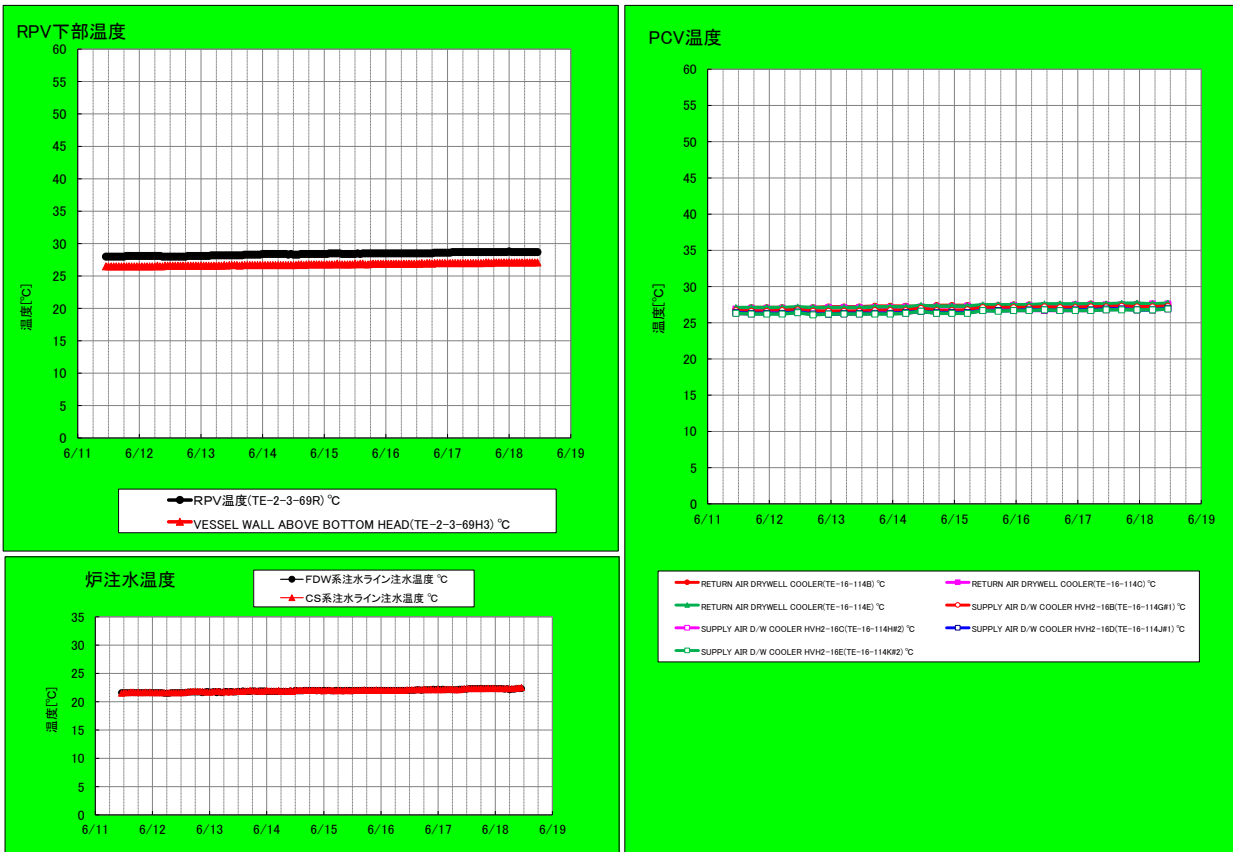 RPV下部温度
60
55
50
45
40
35
30
25
20
15
10
5
0
温度[℃]
6/11 6/12 6/13 6/14 6/15 6/16 6/17 6/18 6/19
RPV温度(TE-2-3-69R) ℃
VESSEL WALL ABOVE BOTTOM HEAD(TE-2-3-69H3) ℃
炉注水温度
FDW系注水ライン注水温度 ℃
CS系注水ライン注水温度 ℃
35
30
25
20
15
10
5
0
温度[℃]
6/11 6/12 6/13 6/14 6/15 6/16 6/17 6/18 6/19
PCV温度
60
55
50
45
40
35
30
25
20
15
10
5
0
温度[℃]
6/11 6/12 6/13 6/14 6/15 6/16 6/17 6/18 6/19
RETURN AIR DRYWELL COOLER(TE-16-114B) ℃
RETURN AIR DRYWELL COOLER(TE-16-114C) ℃
RETURN AIR DRYWELL COOLER(TE-16-114E) ℃
SUPPLY AIR D/W COOLER HVH2-16B(TE-16-114G#1) ℃
SUPPLY AIR D/W COOLER HVH2-16C(TE-16-114H#2) ℃
SUPPLY AIR D/W COOLER HVH2-16D(TE-16-114J#1) ℃
SUPPLY AIR D/W COOLER HVH2-16E(TE-16-114K#2) ℃